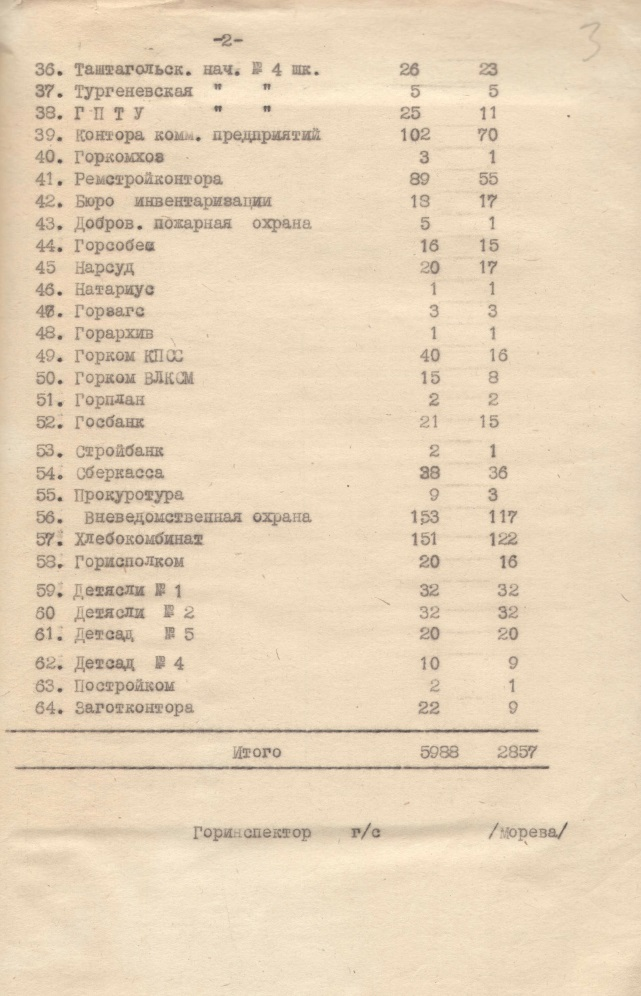 -2-
3
36. Таштагольск. нач. № 4 шк. 26 23
37. Тургеневская " " 5 5
38. Г П Т У " " 25 11
39. Контора комм. предприятий 102 70
40. Горкомхоз 3 1
41. Ремстройконтора 89 55
42. Бюро инвентаризации 18 17
43. Добров. пожарная охрана 5 1
44. Горсобес 16 15
45 Нарсуд 20 17
46. Натариус 1 1
47. Горзагс 3 3
48. Горархив 1 1
49. Горком КПСС 40 16
50. Горком ВЛКСМ 15 8
51. Горплан 2 2
52. Госбанк 21 15
53. Стройбанк 2 1
54. Сберкасса 38 36
55. Прокуротура 9 3
56. Вневедомственная охрана 153 117
57. Хлебокомбинат 151 122
58. Горисполком 20 16
59. Детясли № 1 32 32
60 Детясли № 2 32 32
61. Детсад № 5 20 20
62. Детсад № 4 10 9
63. Постройком 2 1
64. Заготконтора 22 9
Итого 5988 2857
Горинспектор г/с /морева/